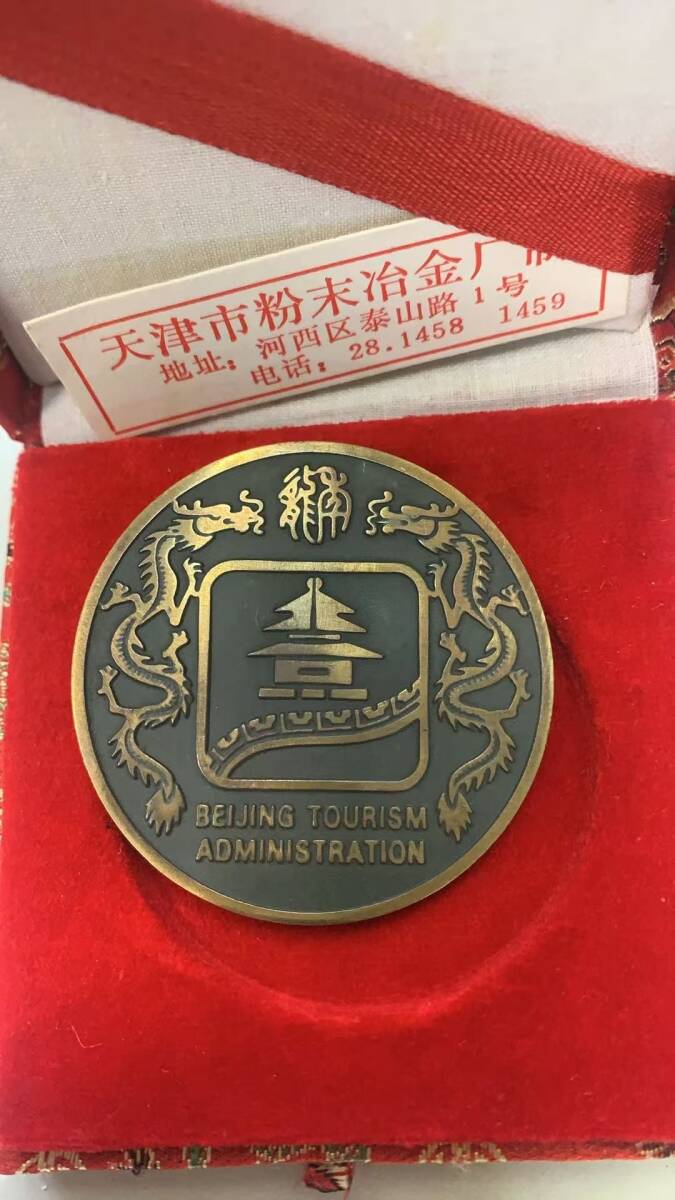 天津市粉末冶金厂制
地址：河西区泰山路1号
电话：28.1458 1459
BEIJING TOURISM
ADMINISTRATION